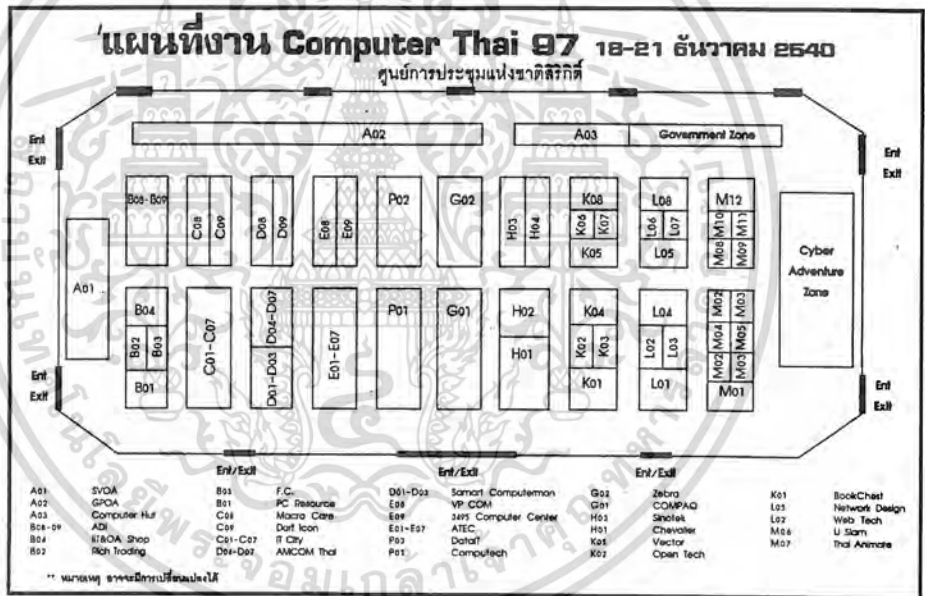 แผนที่งาน Computer Thai 97 18-21 ธันวาคม 2540
ศูนย์การประชุมแห่งชาติสิริกิติ์
A02 A03 Government Zone
Ent Exit
Ent Exit
B08-B09 C08 C09 D08 D09 E08 E09 P02 G02 H03 H04 K08 L08 M12
K06 K07 L06 L07 M10 M11
K05 L05 M08 M09
A01
Cyber Adventure Zone
B04 C01-C07 D04-D07 E01-E07 P01 G01 H02 K04 L04 M02 M03
B02 B03 K02 K03 L02 L03 M04 M05
D01-D03 H01 M02 M03
B01 K01 L01 M01
Ent Exit
Ent Exit
Ent/Exit Ent/Exit Ent/Exit
A01 SVOA B03 F.C. D01-D03 Samart Computerman G02 Zebra K01 BookChest
A02 GPOA B01 PC Resource E08 VP COM G01 COMPAQ L05 Network Design
A03 Computer Hut C08 Macro Care E09 3495 Computer Center H03 Sinotek L02 Web Tech
B08-09 ADI C09 Dart Icon E01-E07 ATEC H01 Chevalier M06 U Siam
B04 IT&OA Shop C01-C07 IT City P02 DataIT K05 Vector M07 Thai Animate
B02 Rich Trading D04-D07 AMCOM Thai P01 Computech K02 Open Tech
** หมายเหตุ อาจจะมีการเปลี่ยนแปลงได้